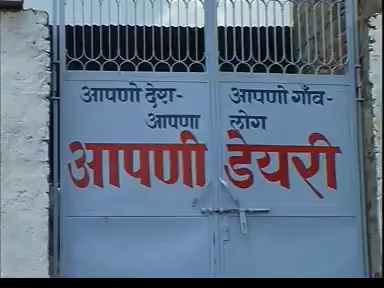 आपणो देश- आपणो गाँव-
आपणा लोग
आपणी डेयरी